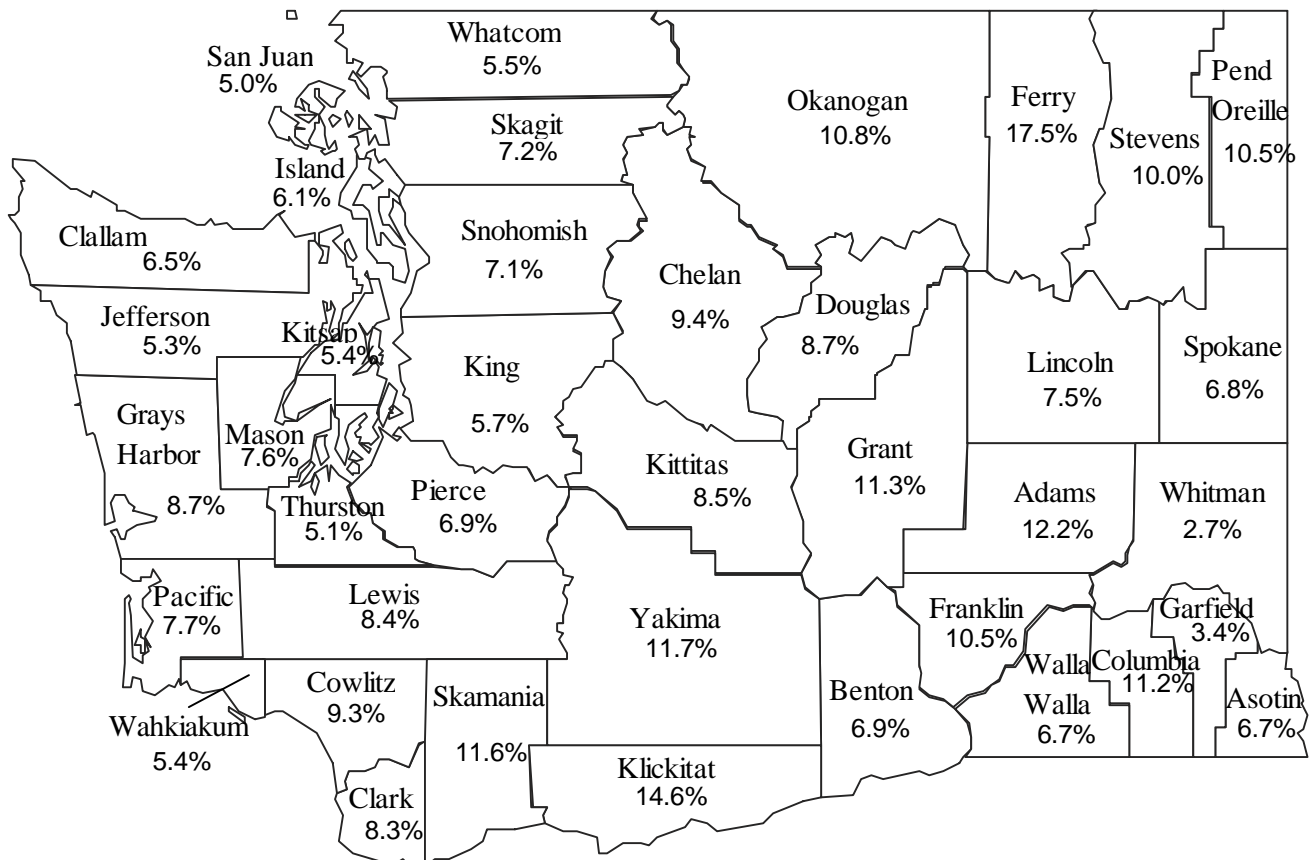 Whatcom
5.5%
San Juan
5.0%
Skagit
7.2%
Island
6.1%
Okanogan
10.8%
Ferry
17.5%
Stevens
10.0%
Pend
Oreille
10.5%
Clallam
6.5%
Snohomish
7.1%
Chelan
9.4%
Douglas
8.7%
Jefferson
5.3%
Kitsap
5.4%
King
5.7%
Lincoln
7.5%
Spokane
6.8%
Grays
Harbor
8.7%
Mason
7.6%
Thurston
5.1%
Pierce
6.9%
Kittitas
8.5%
Grant
11.3%
Adams
12.2%
Whitman
2.7%
Pacific
7.7%
Lewis
8.4%
Yakima
11.7%
Franklin
10.5%
Garfield
3.4%
Walla
Walla
6.7%
Columbia
11.2%
Asotin
6.7%
Benton
6.9%
Wahkiakum
5.4%
Cowlitz
9.3%
Skamania
11.6%
Klickitat
14.6%
Clark
8.3%